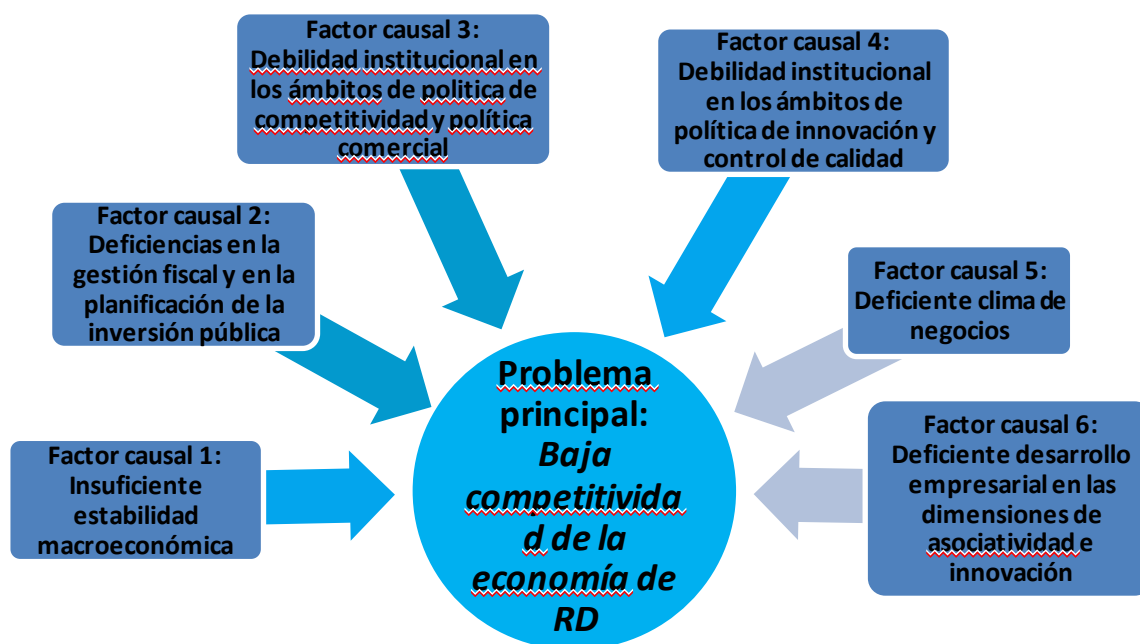 Factor causal 3:
Debilidad institucional en
los ámbitos de politica de
competitividad y política
comercial
Factor causal 4:
Debilidad institucional
en los ámbitos de
política de innovación y
control de calidad
Factor causal 2:
Deficiencias en la
gestión fiscal y en la
planificación de la
inversión pública
Factor causal 5:
Deficiente clima de
negocios
Factor causal 1:
Insuficiente
estabilidad
macroeconómica
Problema
principal:
Baja
competitivida
d de la
economía de
RD
Factor causal 6:
Deficiente desarrollo
empresarial en las
dimensiones de
asociatividad e
innovación